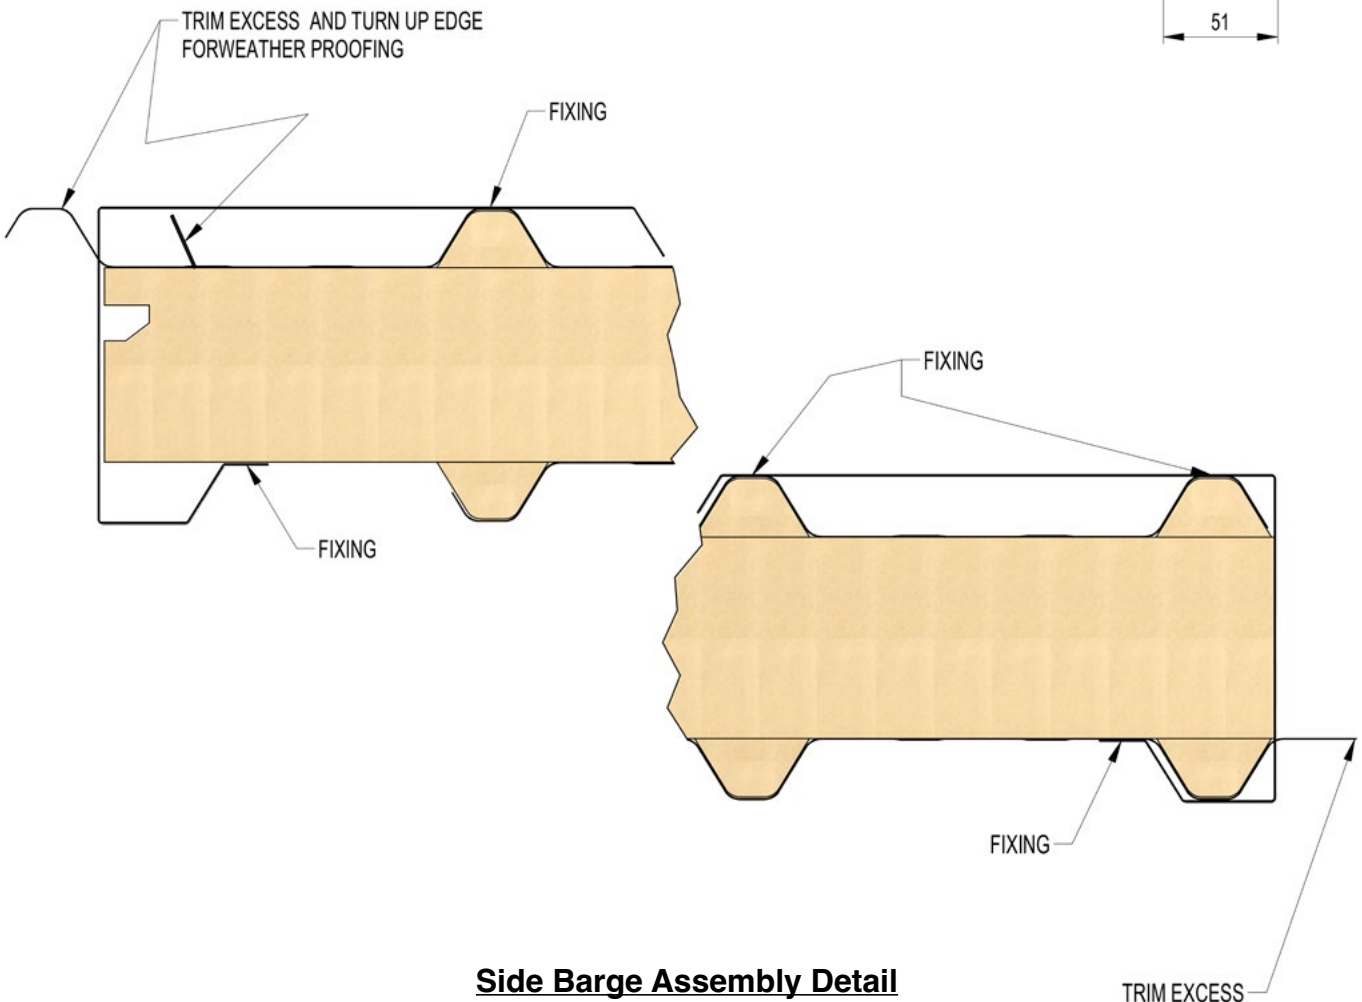 TRIM EXCESS AND TURN UP EDGE
FORWEATHER PROOFING
51
FIXING
FIXING
FIXING
FIXING
Side Barge Assembly Detail
TRIM EXCESS